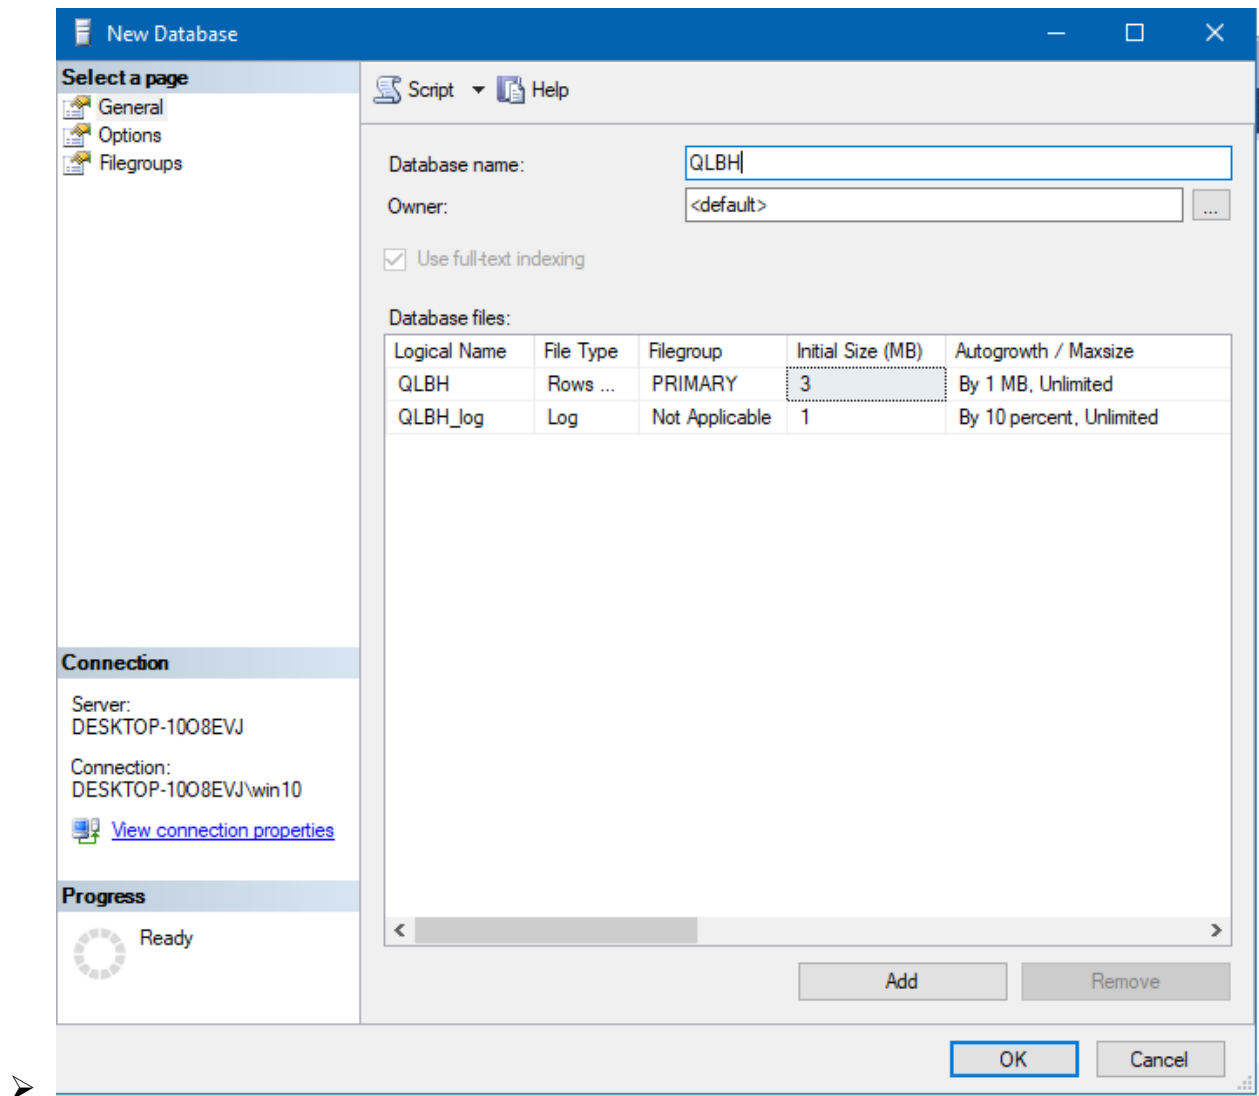 New Database
Select a page
General
Options
Filegroups
Script Help
Database name: QLBH
Owner: <default> ...
Use full-text indexing
Database files:
Logical Name File Type Filegroup Initial Size (MB) Autogrowth / Maxsize
QLBH Rows ... PRIMARY 3 By 1 MB, Unlimited
QLBH_log Log Not Applicable 1 By 10 percent, Unlimited
Connection
Server:
DESKTOP-10O8EVJ
Connection:
DESKTOP-10O8EVJ\win10
View connection properties
Progress
Ready
Add Remove
OK Cancel